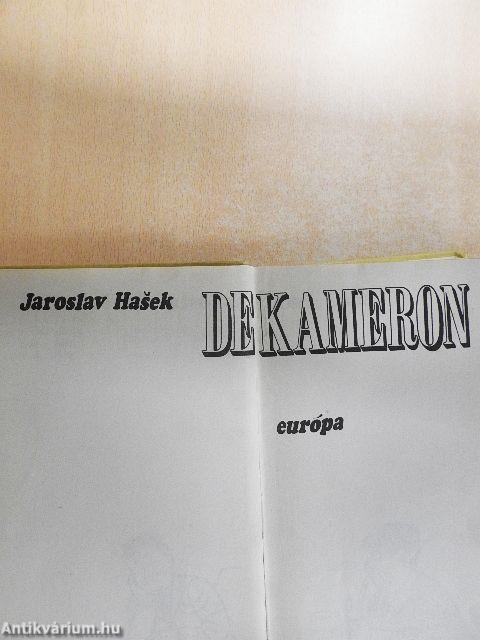 Jaroslav Hašek DEKAMERON
európa
Antikvárium.hu